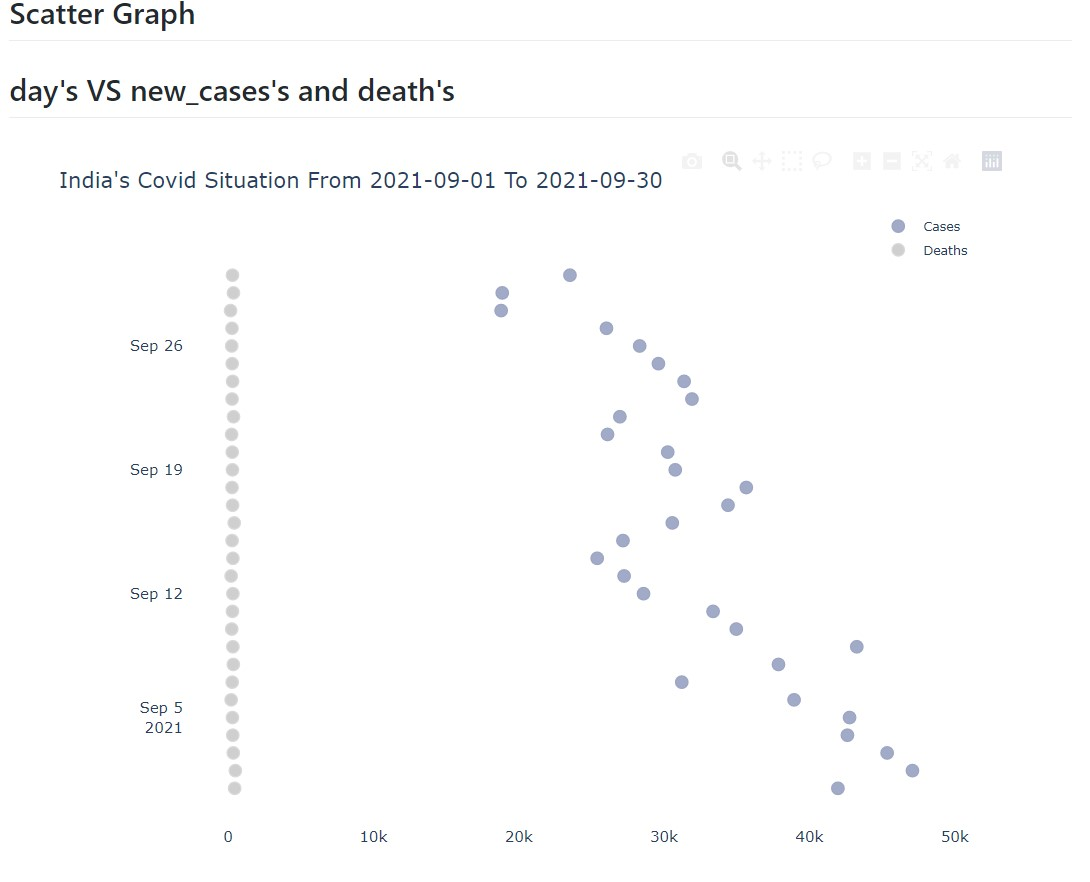 Scatter Graph
day's VS new_cases's and death's
India's Covid Situation From 2021-09-01 To 2021-09-30
Cases
Deaths
Sep 26
Sep 19
Sep 12
Sep 5
2021
0 10k 20k 30k 40k 50k